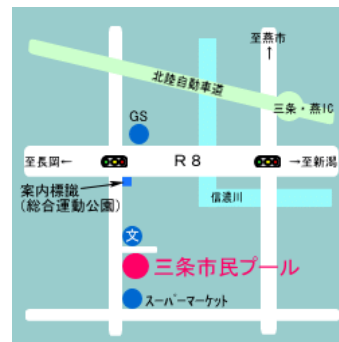 至燕市
↑
北陸自動車道
三条・燕IC
GS
至長岡←
R8
→至新潟
案内標識
(総合運動公園)
信濃川
文
三条市民プール
スーパーマーケット